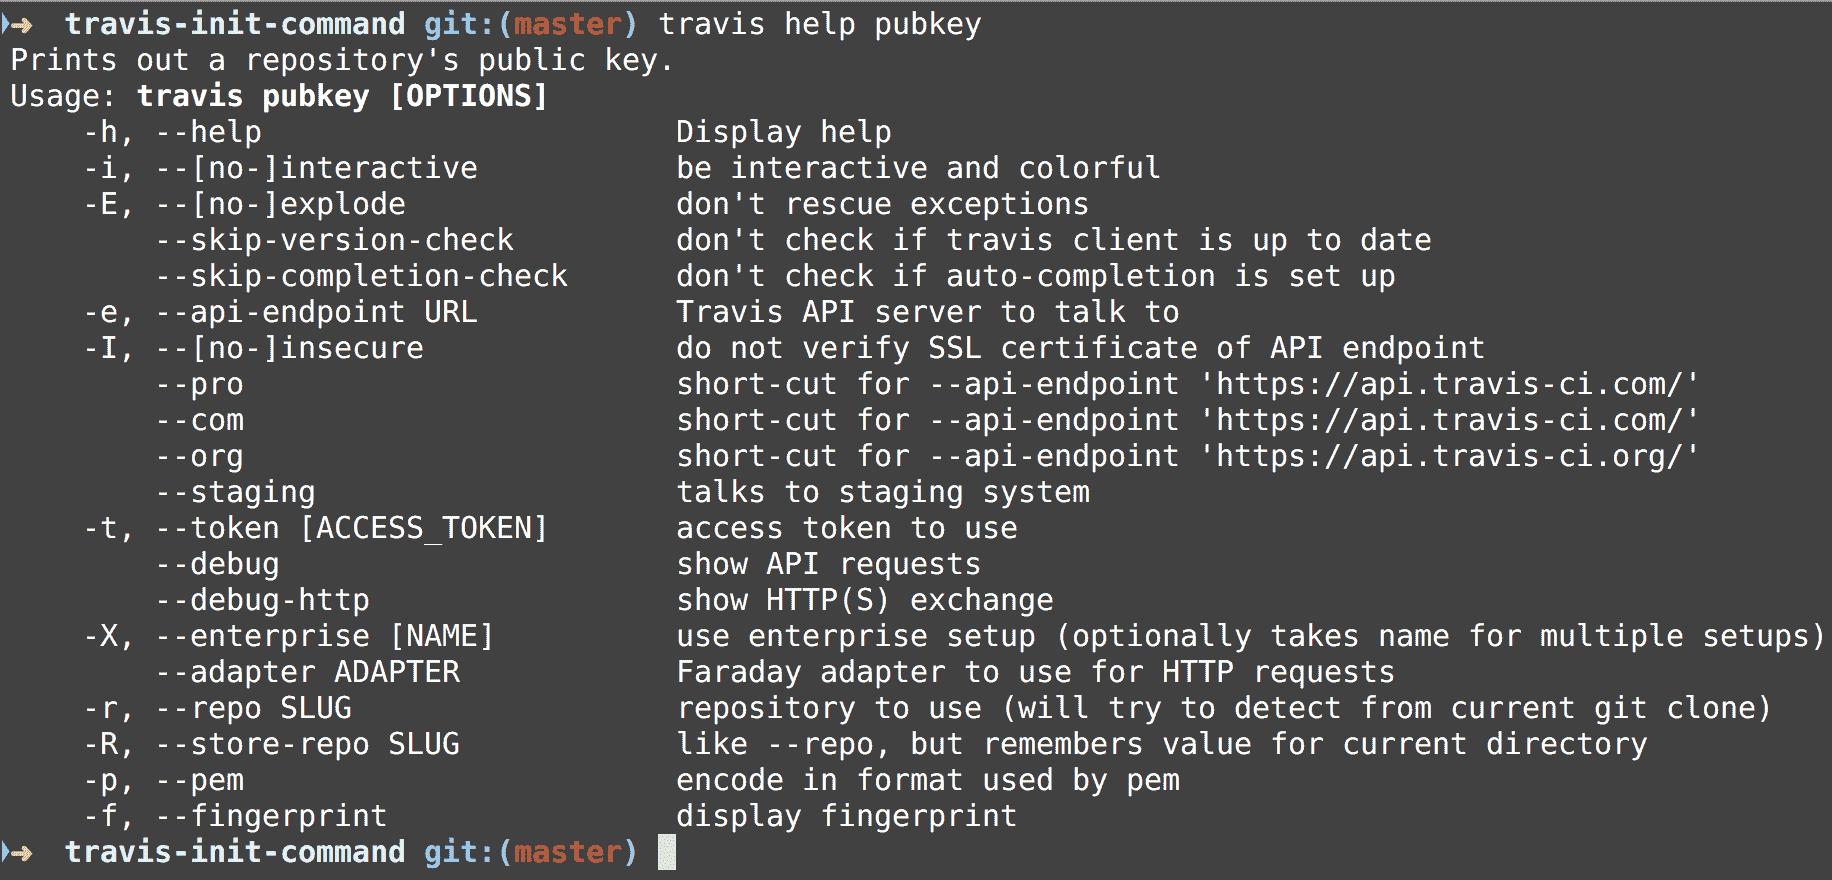 ➜ travis-init-command git:(master) travis help pubkey
Prints out a repository's public key.
Usage: travis pubkey [OPTIONS]
    -h, --help                       Display help
    -i, --[no-]interactive           be interactive and colorful
    -E, --[no-]explode               don't rescue exceptions
        --skip-version-check         don't check if travis client is up to date
        --skip-completion-check      don't check if auto-completion is set up
    -e, --api-endpoint URL           Travis API server to talk to
    -I, --[no-]insecure              do not verify SSL certificate of API endpoint
        --pro                        short-cut for --api-endpoint 'https://api.travis-ci.com/'
        --com                        short-cut for --api-endpoint 'https://api.travis-ci.com/'
        --org                        short-cut for --api-endpoint 'https://api.travis-ci.org/'
        --staging                    talks to staging system
    -t, --token [ACCESS_TOKEN]       access token to use
        --debug                      show API requests
        --debug-http                 show HTTP(S) exchange
    -X, --enterprise [NAME]          use enterprise setup (optionally takes name for multiple setups)
        --adapter ADAPTER            Faraday adapter to use for HTTP requests
    -r, --repo SLUG                  repository to use (will try to detect from current git clone)
    -R, --store-repo SLUG            like --repo, but remembers value for current directory
    -p, --pem                        encode in format used by pem
    -f, --fingerprint                display fingerprint
➜ travis-init-command git:(master)